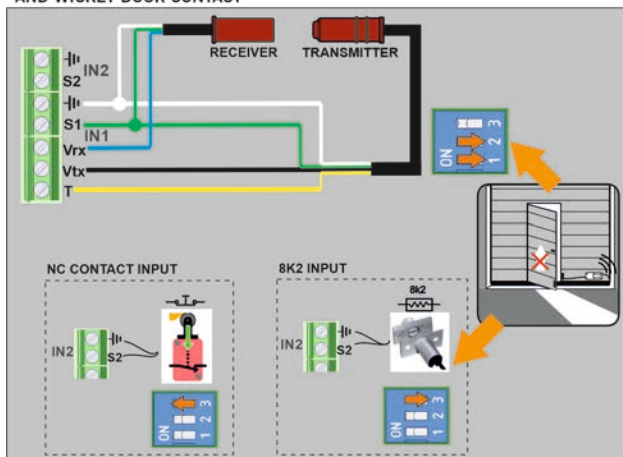 AND WICKET DOOR CONTACT
RECEIVER
TRANSMITTER
IN2
S2
S1
IN1
Vrx
Vtx
T
ON
1 2 3
NC CONTACT INPUT
T
IN2
S2
ON
1 2 3
8K2 INPUT
8k2
IN2
S2
ON
1 2 3